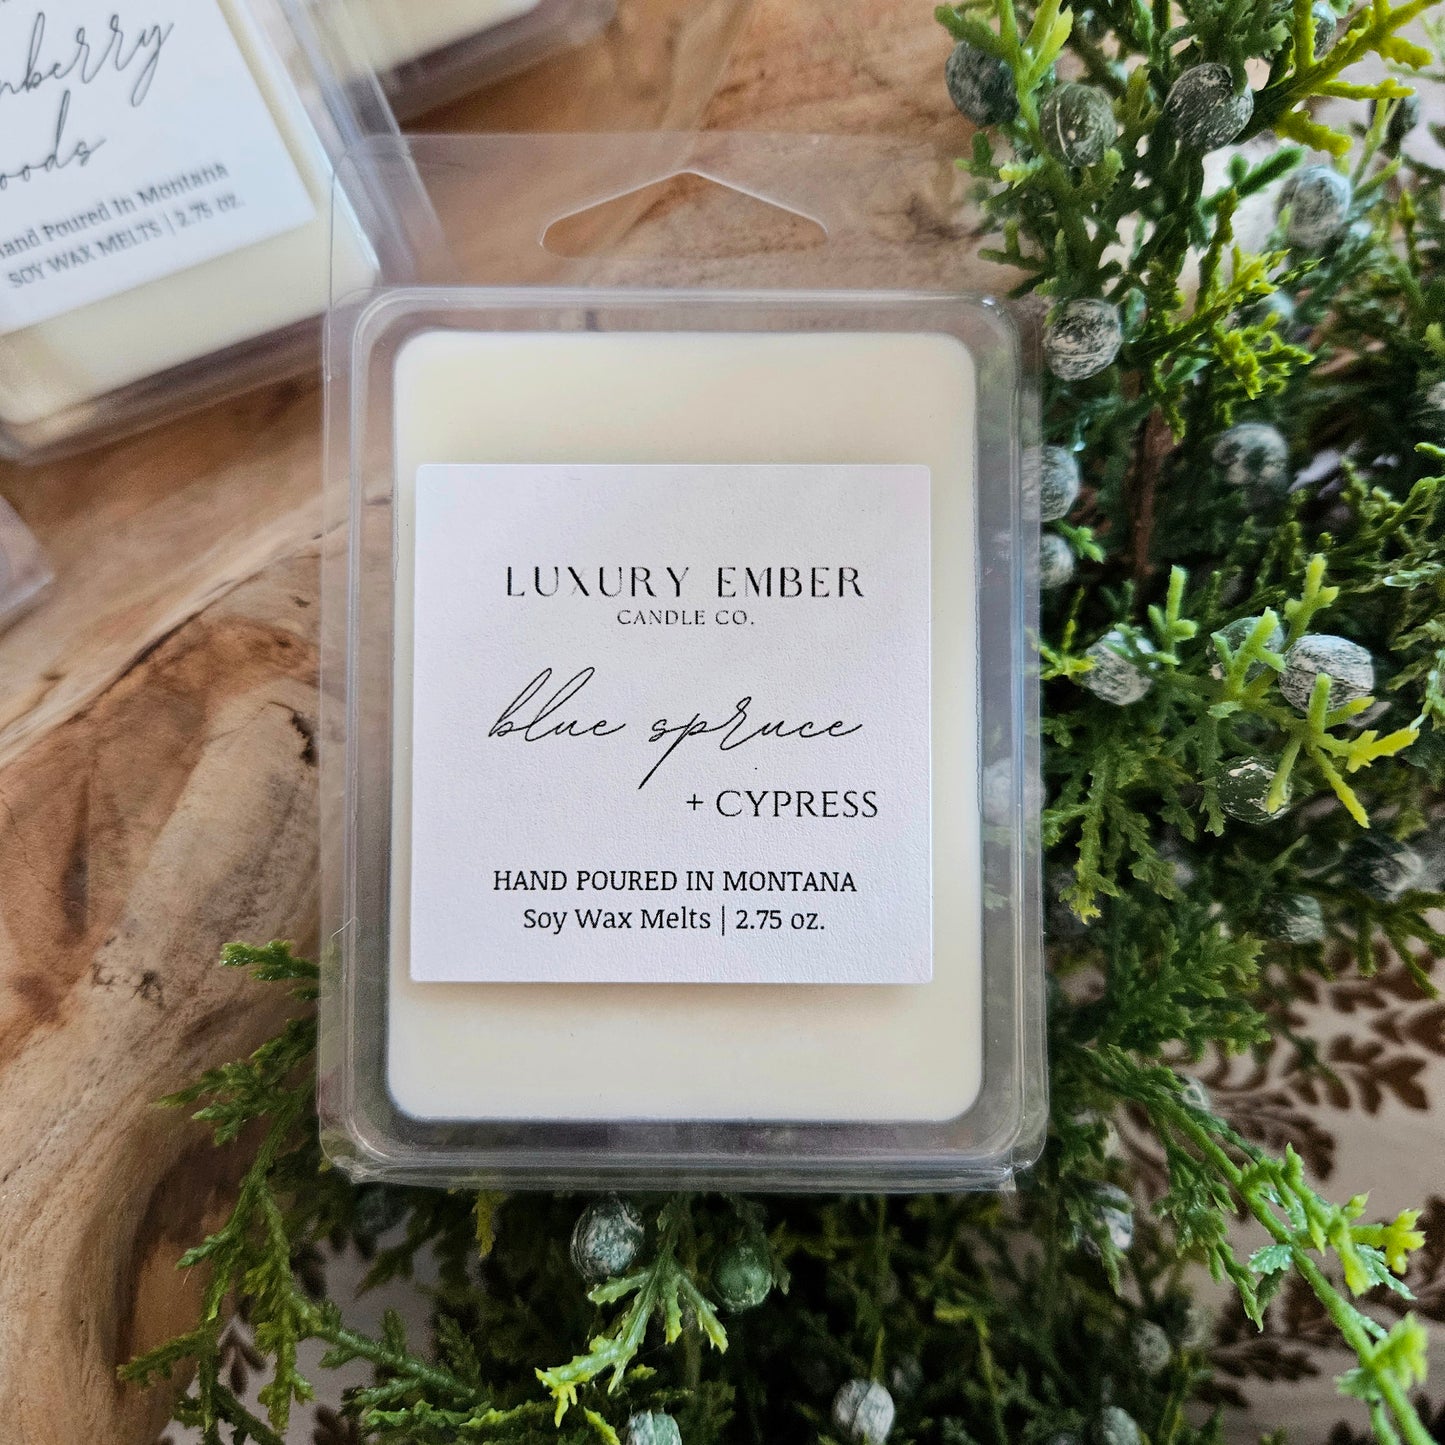 Hand Poured In Montana
SOY WAX MELTS | 2.75 oz.
LUXURY EMBER
CANDLE CO.
blue spruce
+ CYPRESS
HAND POURED IN MONTANA
Soy Wax Melts | 2.75 oz.